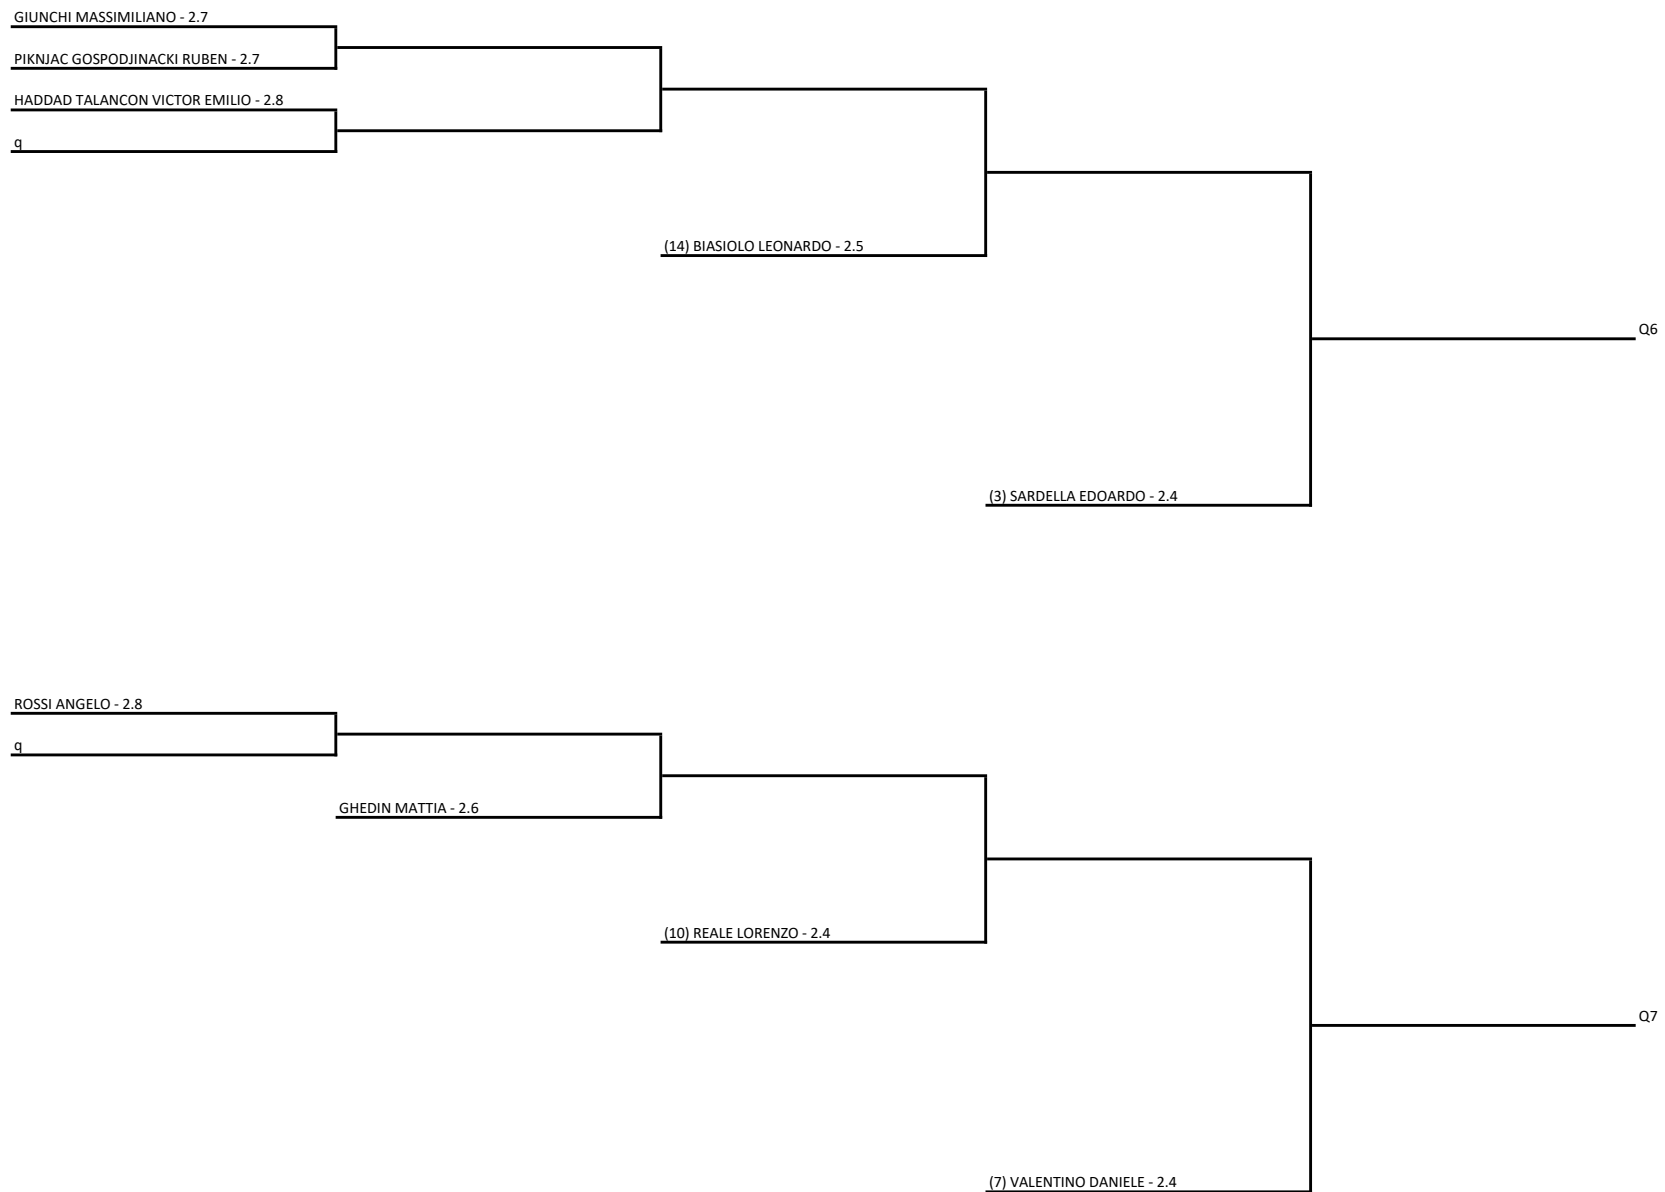 GIUNCHI MASSIMILIANO - 2.7
PIKNJAC GOSPODJINACKI RUBEN - 2.7
HADDAD TALANCON VICTOR EMILIO - 2.8
q
(14) BIASIOLO LEONARDO - 2.5
Q6
(3) SARDELLA EDOARDO - 2.4
ROSSI ANGELO - 2.8
q
GHEDIN MATTIA - 2.6
(10) REALE LORENZO - 2.4
Q7
(7) VALENTINO DANIELE - 2.4